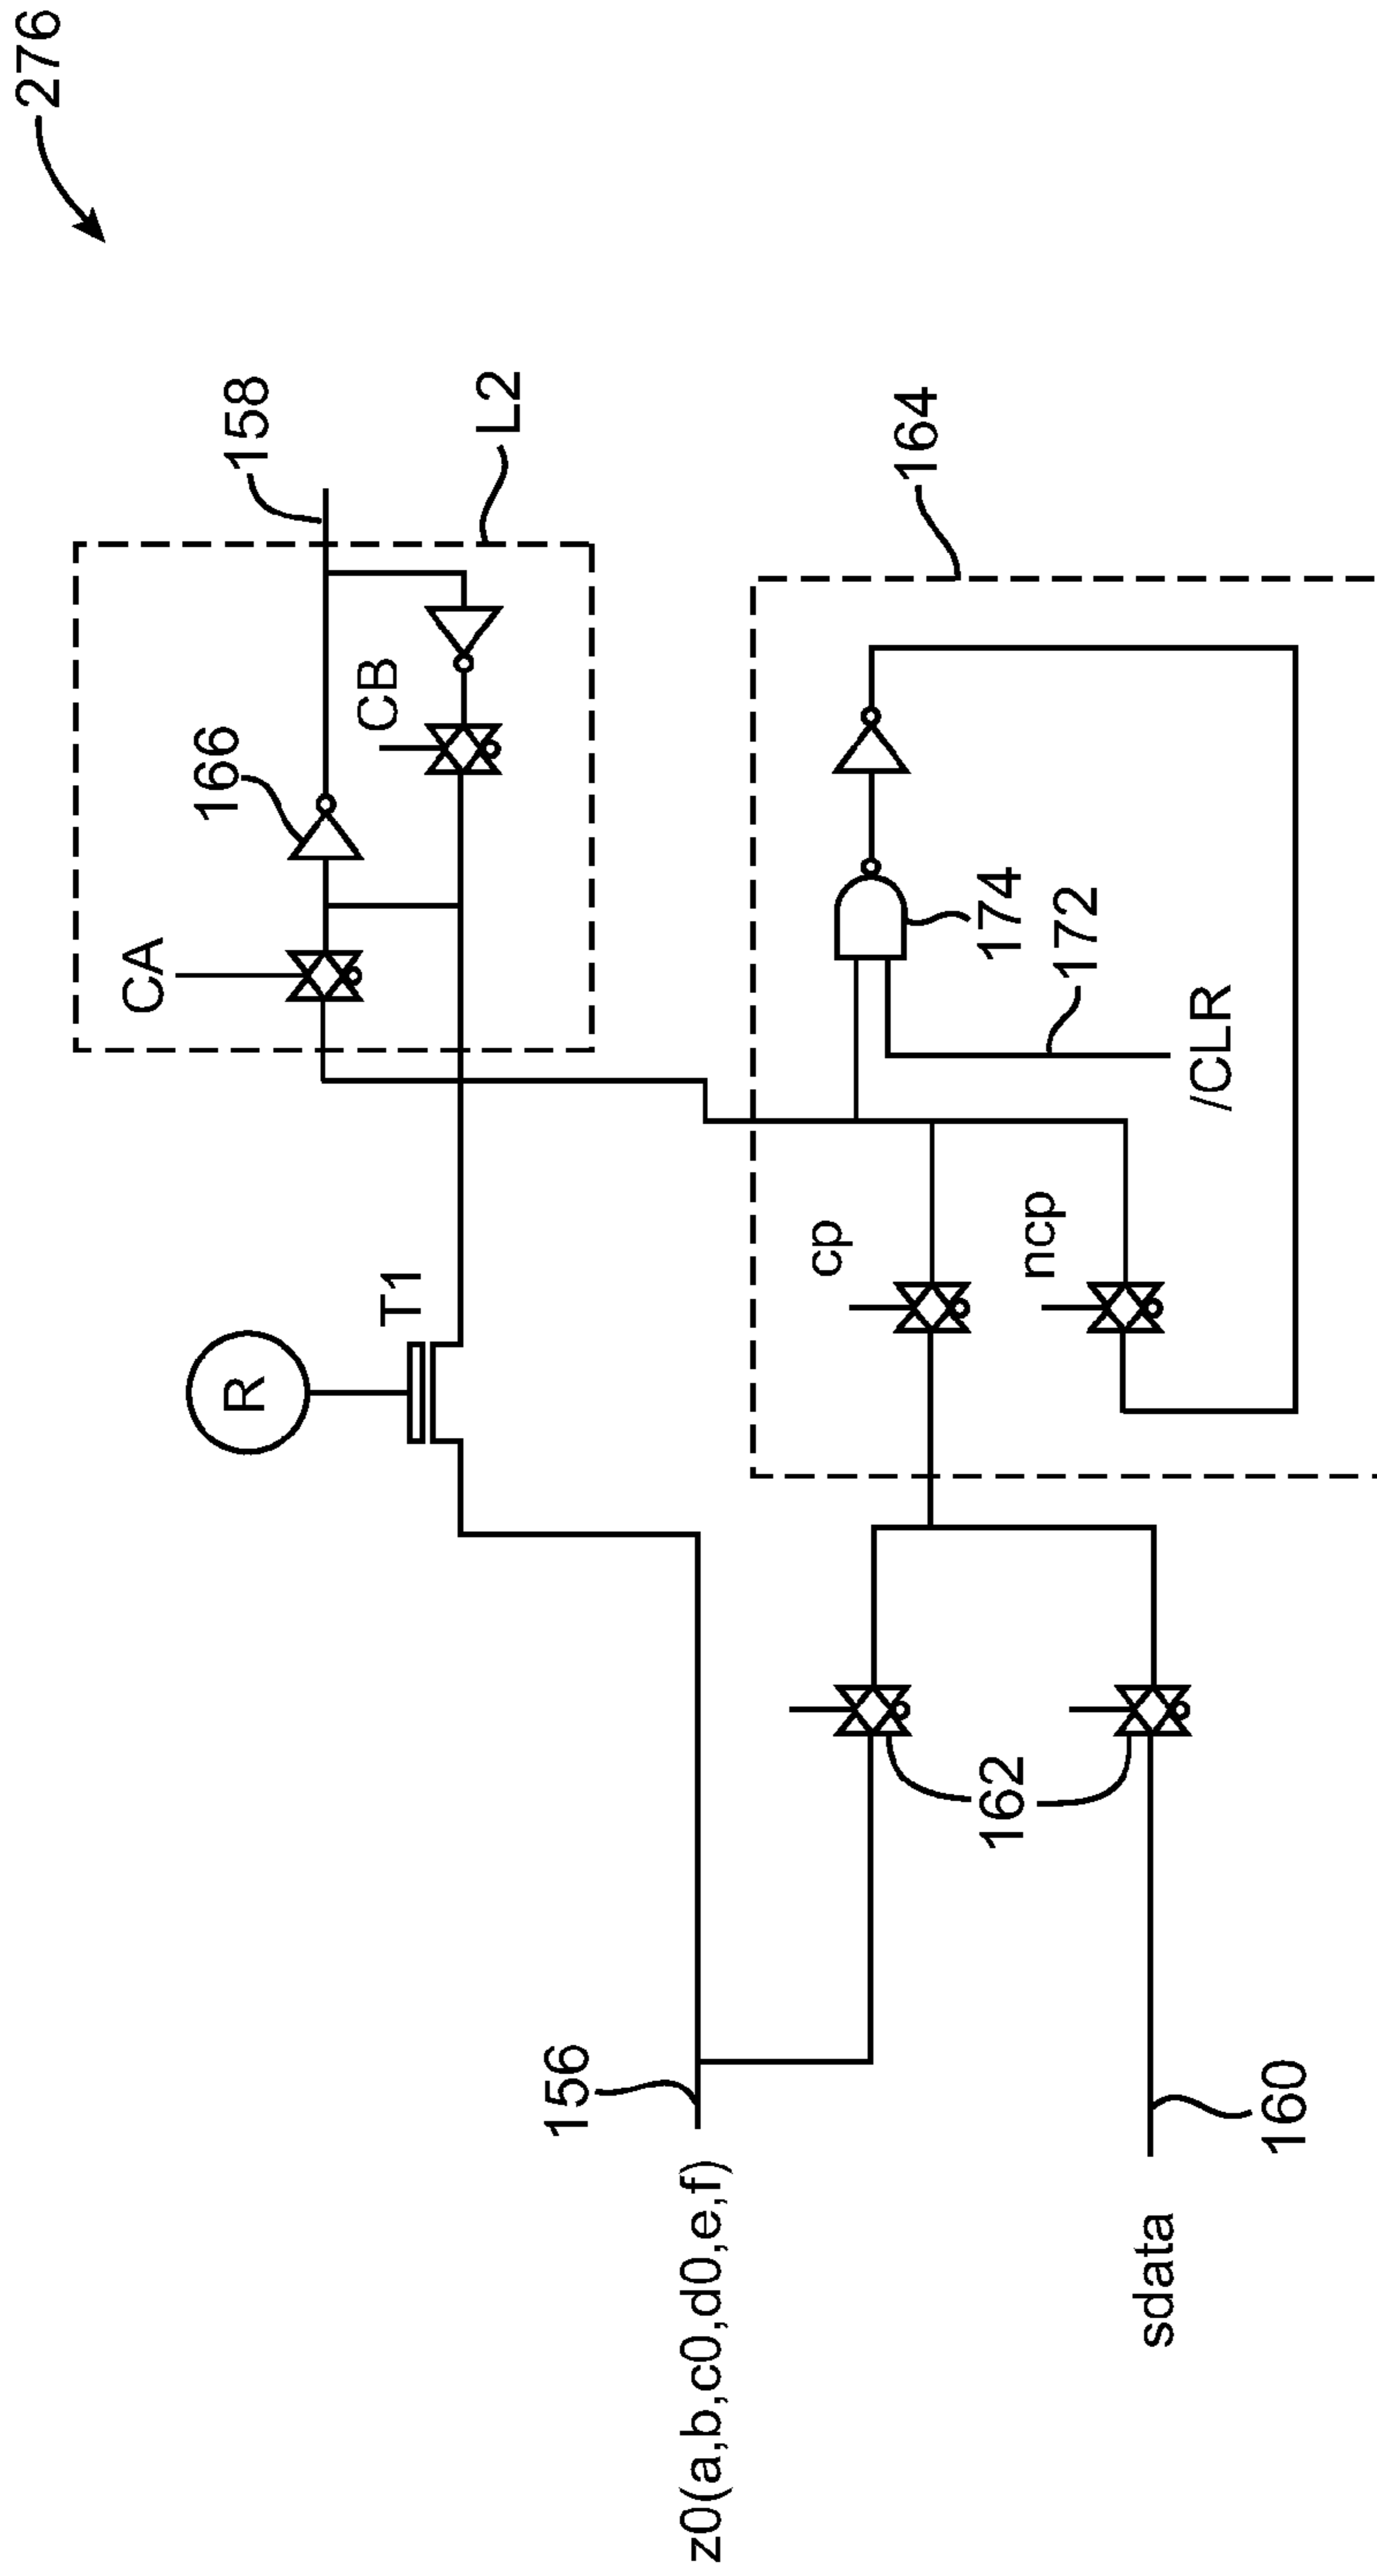 276
158
L2
164
CA
166
CB
R
T1
174
172
/CLR
cp
ncp
162
156
160
z0(a,b,c0,d0,e,f)
sdata